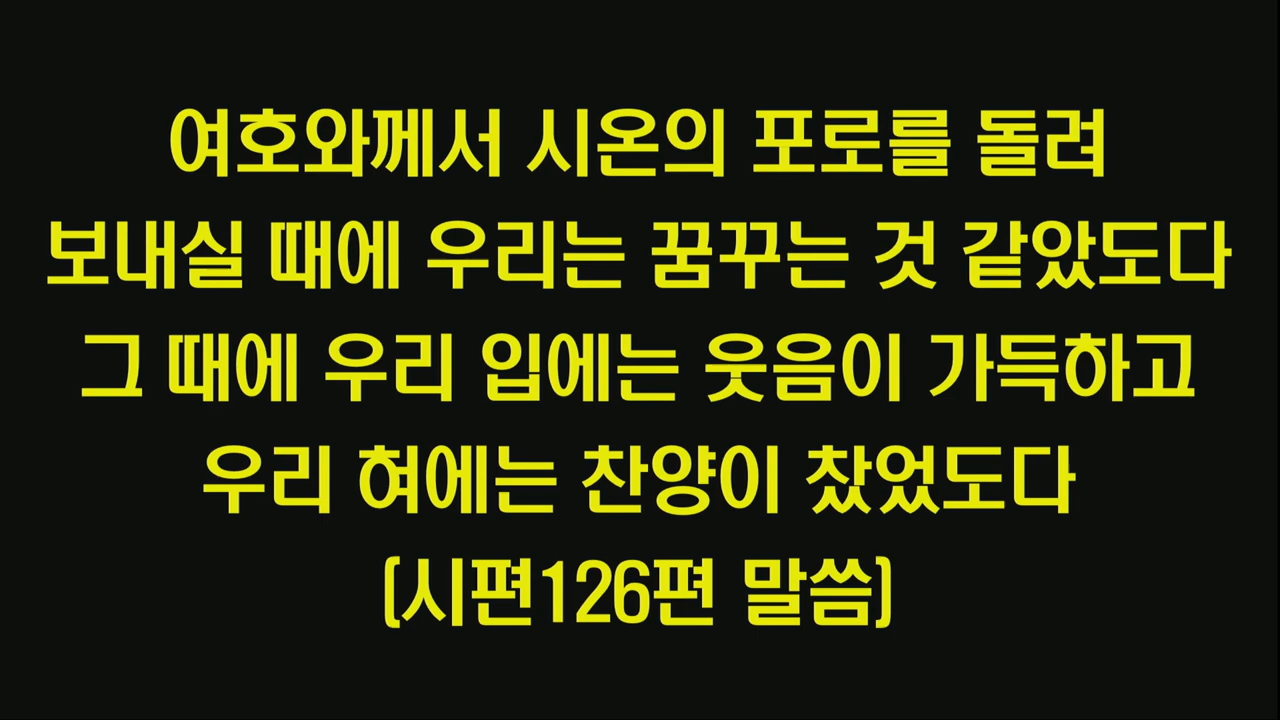 여호와께서 시온의 포로를 돌려
보내실 때에 우리는 꿈꾸는 것 같았도다
그 때에 우리 입에는 웃음이 가득하고
우리 혀에는 찬양이 찼었도다
(시편126편 말씀)